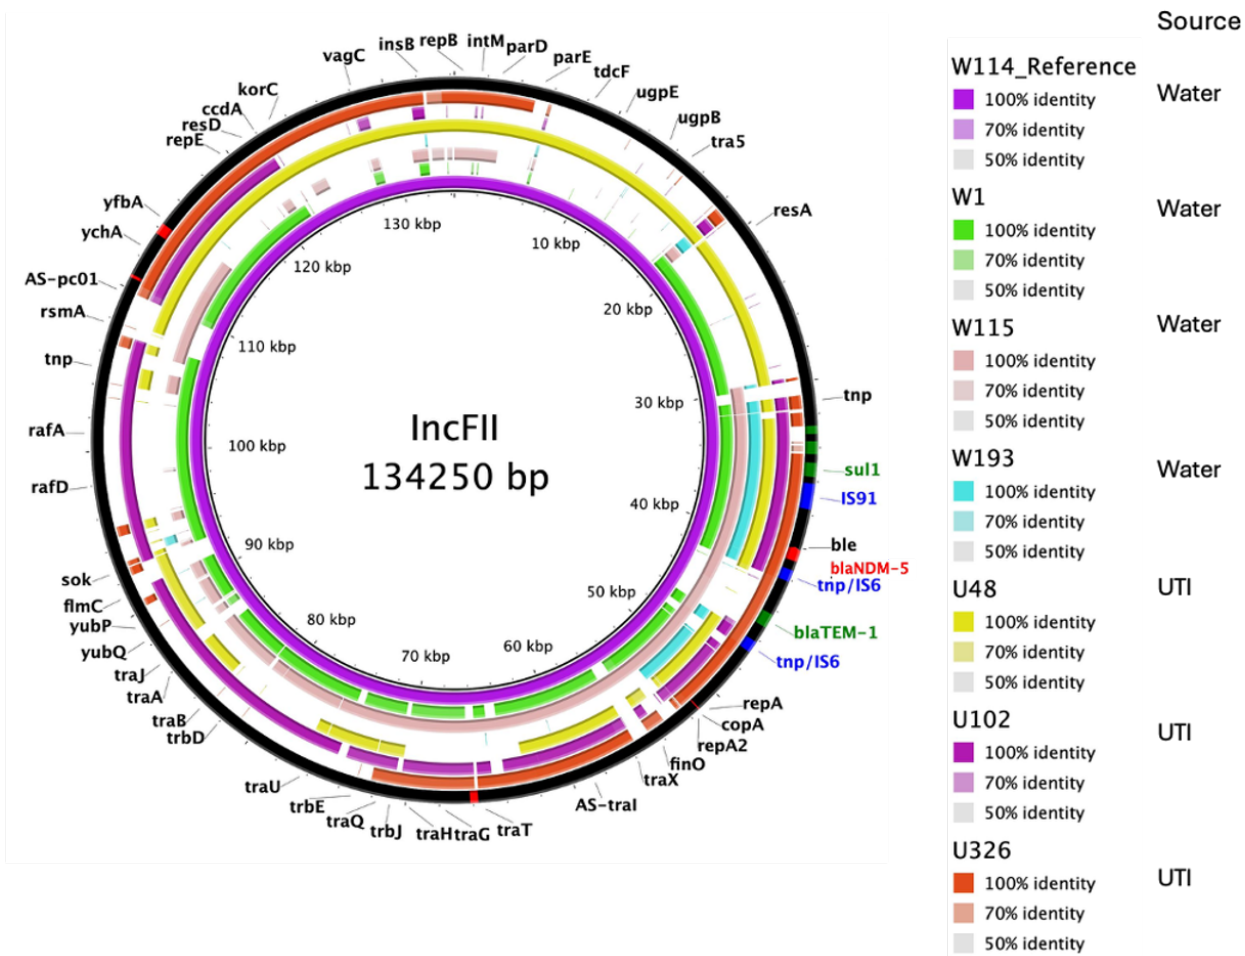 Source
W114_Reference
Water
100% identity
70% identity
50% identity
W1
Water
100% identity
70% identity
50% identity
W115
Water
100% identity
70% identity
50% identity
W193
Water
100% identity
70% identity
50% identity
U48
UTI
100% identity
70% identity
50% identity
U102
UTI
100% identity
70% identity
50% identity
U326
UTI
100% identity
70% identity
50% identity
IncFII
134250 bp
10 kbp
20 kbp
30 kbp
40 kbp
50 kbp
60 kbp
70 kbp
80 kbp
90 kbp
100 kbp
110 kbp
120 kbp
130 kbp
repB
intM
parD
parE
tdcF
ugpE
ugpB
tra5
resA
tnp
sul1
IS91
ble
blaNDM-5
tnp/IS6
blaTEM-1
tnp/IS6
repA
copA
repA2
finO
traX
AS-traI
traT
traG
traH
trbJ
traQ
trbE
traU
trbD
traB
traA
traJ
yubQ
yubP
flmC
sok
rafD
rafA
tnp
rsmA
AS-pc01
ychA
yfbA
repE
resD
ccdA
korC
vagC
insB